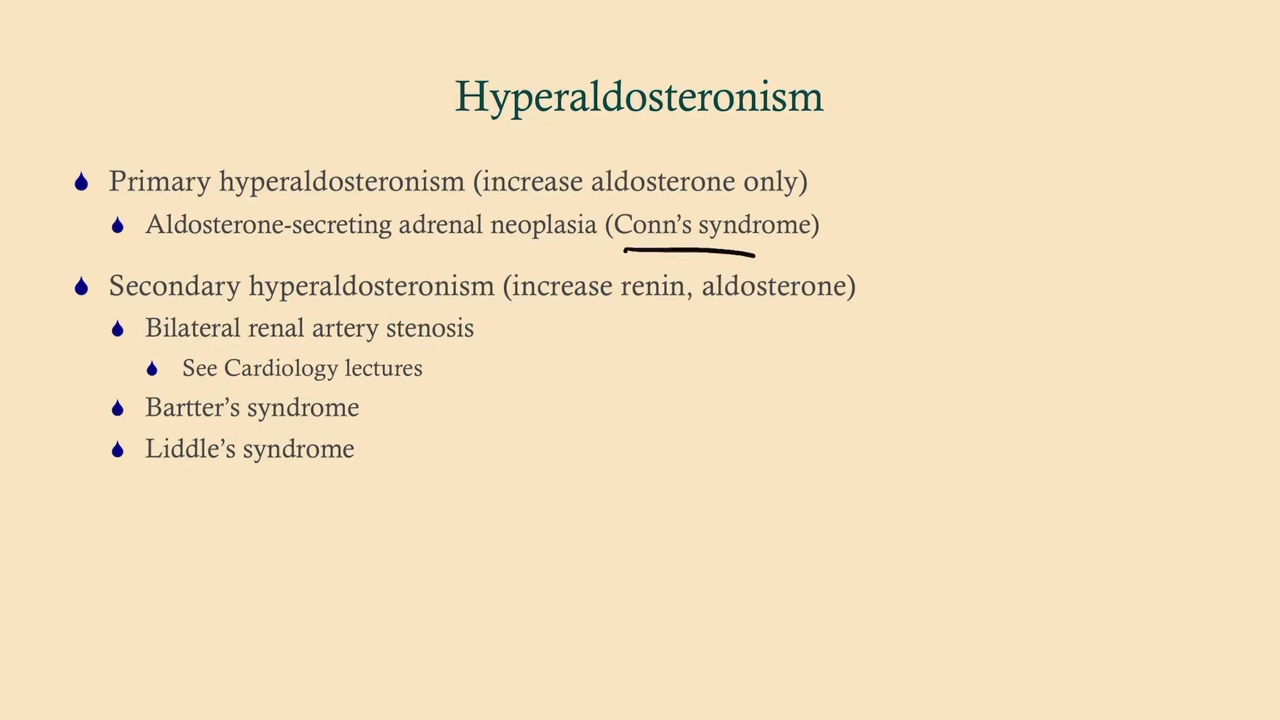 Hyperaldosteronism
Primary hyperaldosteronism (increase aldosterone only)
Aldosterone-secreting adrenal neoplasia (Conn’s syndrome)
Secondary hyperaldosteronism (increase renin, aldosterone)
Bilateral renal artery stenosis
See Cardiology lectures
Bartter’s syndrome
Liddle’s syndrome